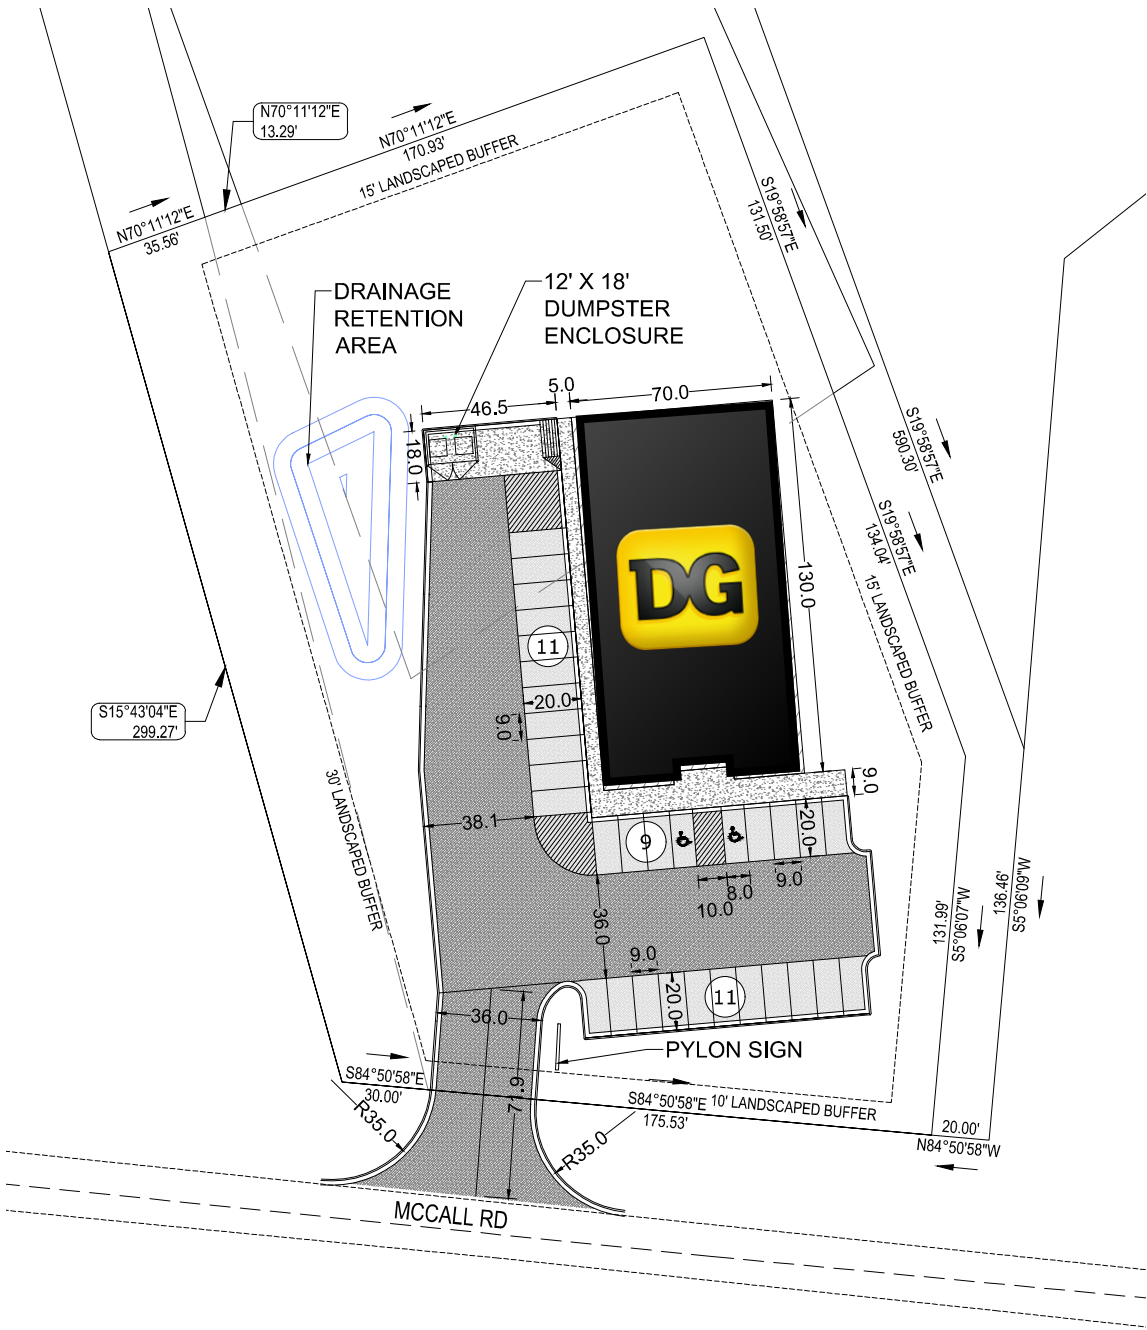 N70°11'12"E
13.29'
N70°11'12"E
170.93'
15' LANDSCAPED BUFFER
N70°11'12"E
35.56'
S19°58'57"E
131.50'
DRAINAGE
RETENTION
AREA
12' X 18'
DUMPSTER
ENCLOSURE
5.0
70.0
46.5
18.0
S19°58'57"E
590.30'
S19°58'57"E
134.04'
130.0
DG
15' LANDSCAPED BUFFER
11
20.0
9.0
S15°43'04"E
299.27'
30' LANDSCAPED BUFFER
38.1
9.0
9
20.0
10.0
8.0
9.0
36.0
9.0
20.0
11
131.99'
S5°06'07"W
136.46'
S5°06'09"W
36.0
71.9
PYLON SIGN
S84°50'58"E
30.00'
S84°50'58"E
175.53'
10' LANDSCAPED BUFFER
20.00'
N84°50'58"W
R35.0
R35.0
MCCALL RD